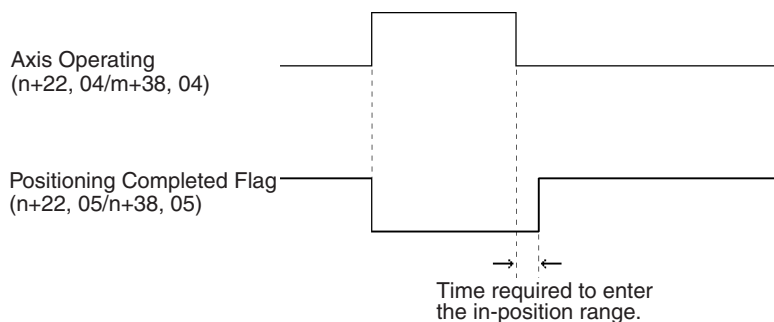 Axis Operating
(n+22, 04/m+38, 04)
Positioning Completed Flag
(n+22, 05/n+38, 05)
Time required to enter
the in-position range.